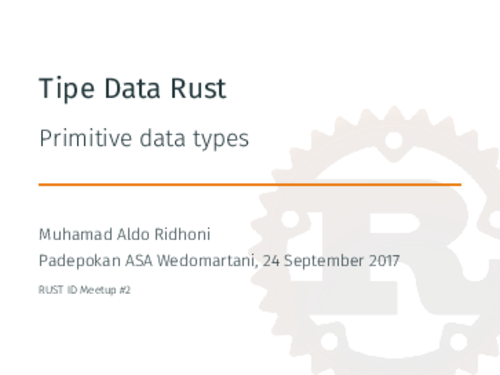 Tipe Data Rust
Primitive data types
Muhamad Aldo Ridhoni
Padepokan ASA Wedomartani, 24 September 2017
RUST ID Meetup #2
R